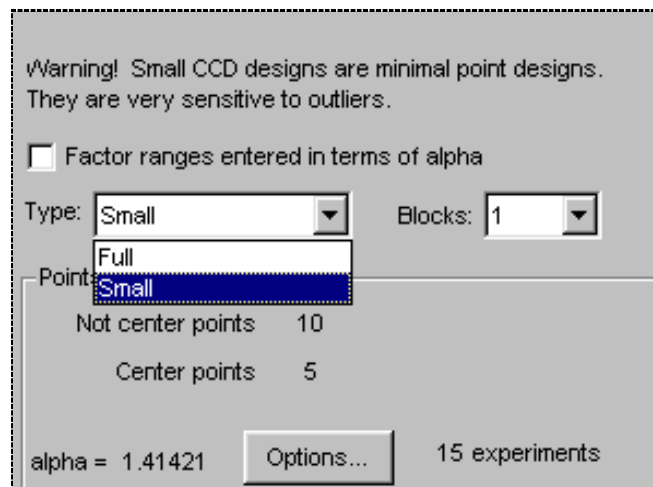 Warning! Small CCD designs are minimal point designs.
They are very sensitive to outliers.
Factor ranges entered in terms of alpha
Type: Small Blocks: 1
Full
Small
Not center points 10
Center points 5
alpha = 1.41421 Options... 15 experiments